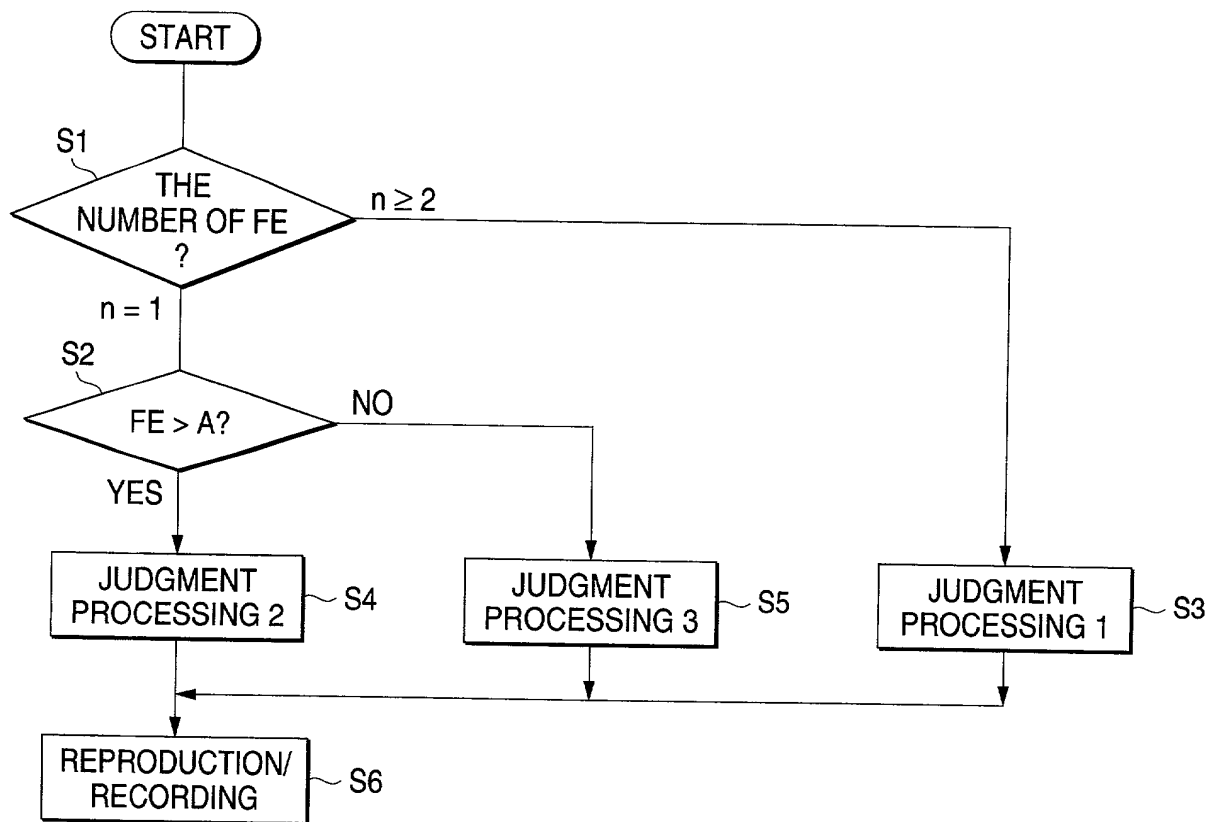 START
S1
THE
NUMBER OF FE
?
n ≥ 2
n = 1
S2
FE > A?
NO
YES
JUDGMENT
PROCESSING 2
S4
JUDGMENT
PROCESSING 3
S5
JUDGMENT
PROCESSING 1
S3
REPRODUCTION/
RECORDING
S6